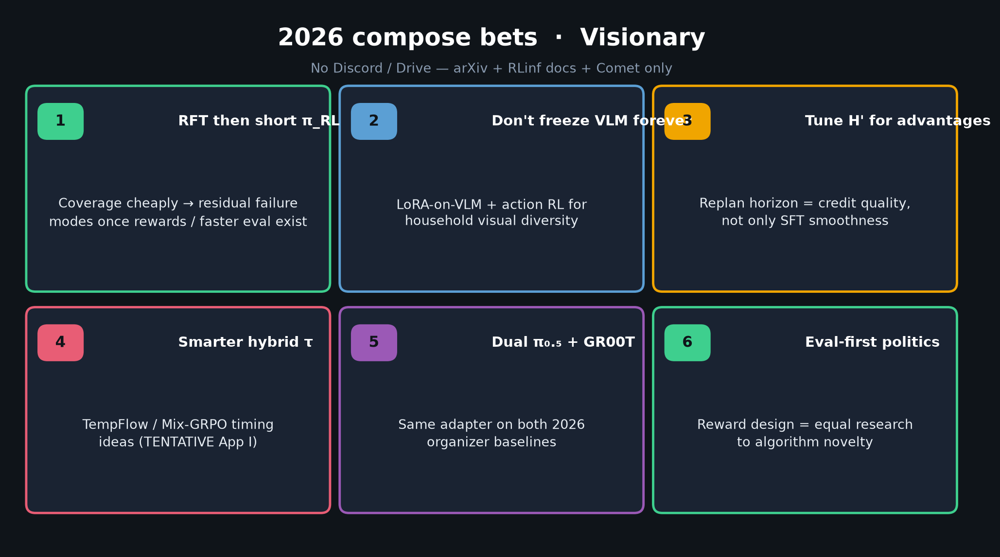 2026 compose bets · Visionary
No Discord / Drive — arXiv + RLinf docs + Comet only
1
RFT then short π_RL
Coverage cheaply → residual failure
modes once rewards / faster eval exist
2
Don't freeze VLM foreve
LoRA-on-VLM + action RL for
household visual diversity
3
Tune H' for advantages
Replan horizon = credit quality,
not only SFT smoothness
4
Smarter hybrid τ
TempFlow / Mix-GRPO timing
ideas (TENTATIVE App I)
5
Dual π₀.₅ + GR00T
Same adapter on both 2026
organizer baselines
6
Eval-first politics
Reward design = equal research
to algorithm novelty